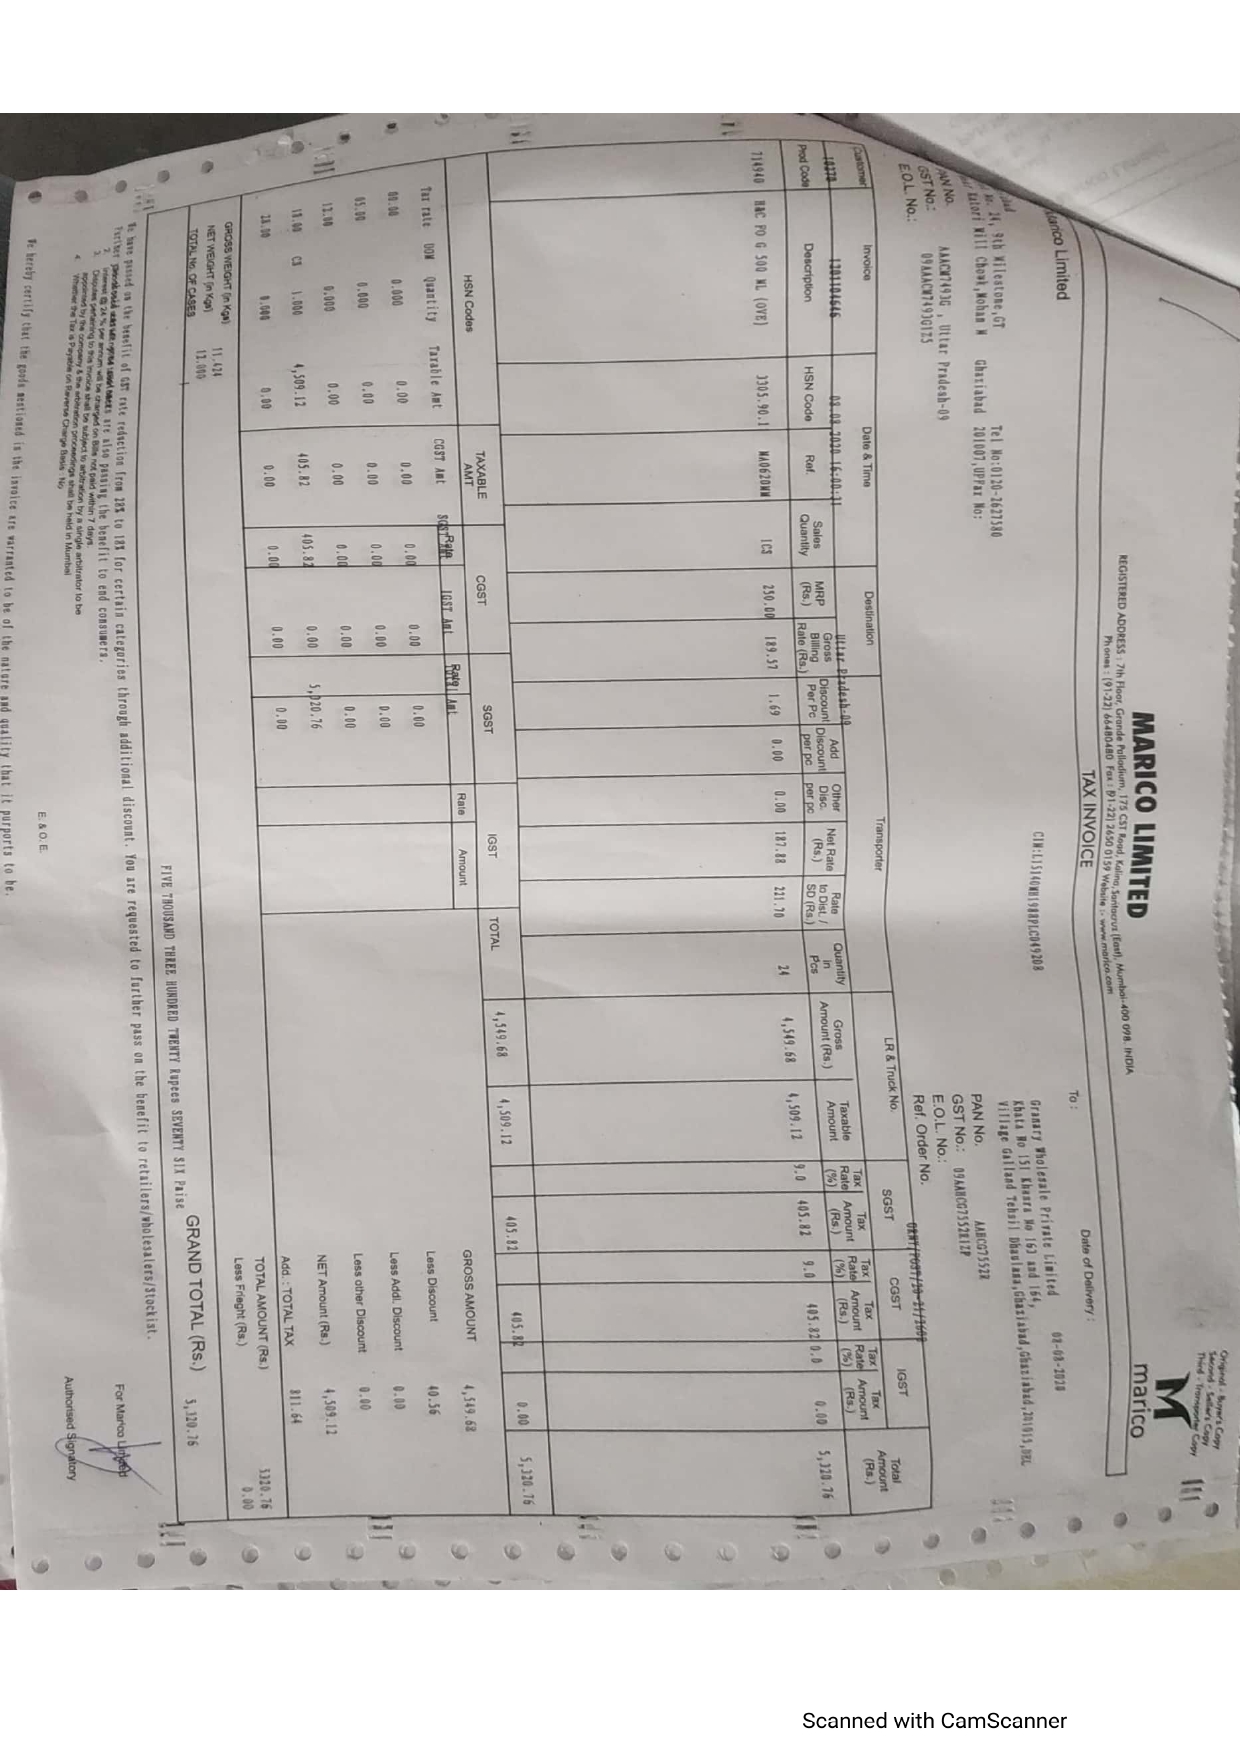 Original - Buyer's Copy
Second - Seller's Copy
Third - Transporter Copy
marico
MARICO LIMITED
REGISTERED ADDRESS : 7th Floor, Grande Palladium, 175 CST Road, Kalina, Santacruz (East), Mumbai-400 098. INDIA
Phones : (91-22) 66480480 Fax : (91-22) 2650 0159 Website :- www.marico.com
TAX INVOICE
Marico Limited
CIN:L15140MH1988PLC049208
To :
Date of Delivery :
Granary Wholesale Private Limited 08-08-2020
Khata No 151 Khasra No 163 and 164,
Village Galland Tehsil Dhaulana,Ghaziabad,Ghaziabad,201015,DEL
No. 24, 9th Milestone,GT Tel No:0120-2627580
Katori Mill Chowk,Mohan N Ghaziabad 201007,UPFax No:
PAN No. AAACM7493G , Uttar Pradesh-09
GST No.: 09AAACM7493G1Z5
E.O.L. No.:
PAN No. AAHCG7552R
GST No.: 09AAHCG7552R1ZP
E.O.L. No.:
Ref. Order No.
Customer Invoice Date & Time Destination Transporter LR & Truck No. SGST CGST IGST Total Amount (Rs.)
10270 1201104646 08.08.2020 16:00:31 Uttar Pradesh-09
Prod Code Description HSN Code Ref. Sales Quantity MRP (Rs.) Gross Billing Rate (Rs.) Discount Per Pc Add Discount per pc Other Disc. per pc Net Rate (Rs.) Rate to Dist. / SD (Rs.) Quantity in Pcs Gross Amount (Rs.) Taxable Amount Tax Rate (%) Tax Amount (Rs.) Tax Rate (%) Tax Amount (Rs.) Tax Rate (%) Tax Amount (Rs.)
714940 H&C PO G 500 ML (OVE) 3305.90.1 MA0620MM 1CS 250.00 189.57 1.69 0.00 0.00 187.88 221.70 24 4,549.68 4,509.12 9.0 405.82 9.0 405.82 0.0 0.00 5,320.76
TOTAL 4,549.68 4,509.12 405.82 405.82 0.00 5,320.76
HSN Codes TAXABLE AMT CGST SGST IGST
Rate Rate Rate Amount
Tax rate UOM Quantity Taxable Amt CGST Amt SGST Amt IGST Amt Amt
00.00 0.000 0.00 0.00 0.00 0.00 0.00
05.00 0.000 0.00 0.00 0.00 0.00 0.00
12.00 0.000 0.00 0.00 0.00 0.00 0.00
18.00 CS 1.000 4,509.12 405.82 405.82 0.00 5,320.76
28.00 0.000 0.00 0.00 0.00 0.00 0.00
GROSS AMOUNT 4,549.68
Less Discount 40.56
Less Addl. Discount 0.00
Less other Discount 0.00
NET Amount (Rs.) 4,509.12
Add. : TOTAL TAX 811.64
TOTAL AMOUNT (Rs.) 5320.76
Less Frieght (Rs.) 0.00
GROSS WEIGHT (in Kgs) 11.424
NET WEIGHT (in Kgs) 12.000
TOTAL No. OF CASES
GRAND TOTAL (Rs.) 5,320.76
FIVE THOUSAND THREE HUNDRED TWENTY Rupees SEVENTY SIX Paise
We have passed on the benefit of GST rate reduction from 28% to 18% for certain categories through additional discount. You are requested to further pass on the benefit to retailers/wholesalers/Stockist.
Further are also passing the benefit to end consumers.
2. Interest @ 24 % per annum will be charged on Bills not paid within 7 days.
3. Disputes pertaining to this invoice shall be subject to arbitration by a single arbitrator to be
appointed by the company & the arbitration proceedings shall be held in Mumbai
4. Whether the Tax is Payable on Reverse Charge Basis : No
For Marico Limited
Authorised Signatory
E. & O. E.
We hereby certify that the goods mentioned in the invoice are warranted to be of the nature and quality that it purports to be.
Scanned with CamScanner